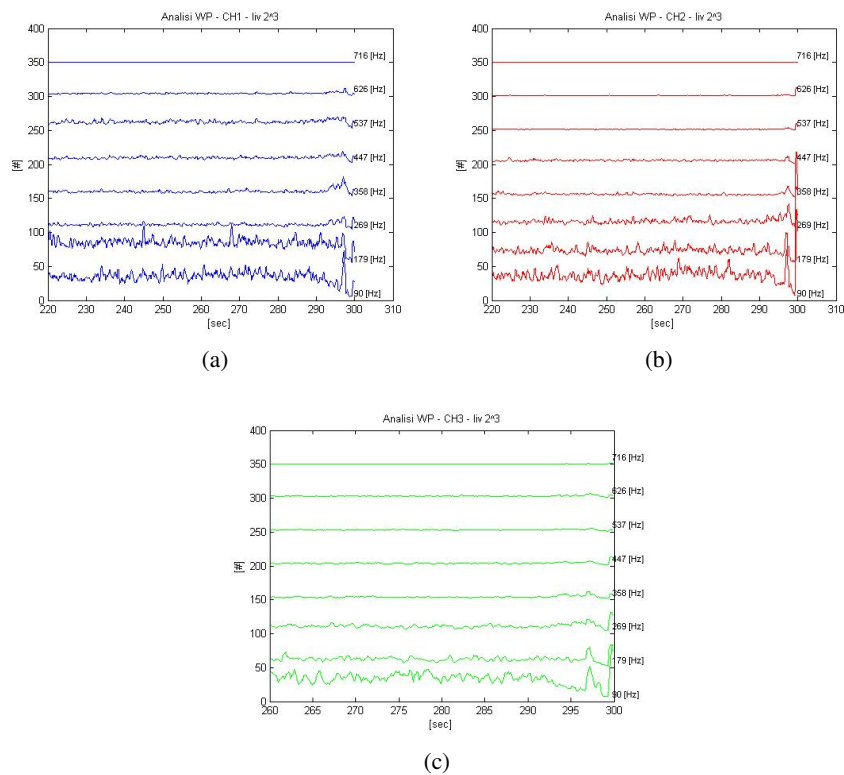 Analisi WP - CH1 - liv 2^3
400
350
300
250
200
150
100
50
0
[#]
716 [Hz]
626 [Hz]
537 [Hz]
447 [Hz]
358 [Hz]
269 [Hz]
179 [Hz]
90 [Hz]
220 230 240 250 260 270 280 290 300 310
[sec]
(a)
Analisi WP - CH2 - liv 2^3
400
350
300
250
200
150
100
50
0
[#]
716 [Hz]
626 [Hz]
537 [Hz]
447 [Hz]
358 [Hz]
269 [Hz]
179 [Hz]
90 [Hz]
220 230 240 250 260 270 280 290 300 310
[sec]
(b)
Analisi WP - CH3 - liv 2^3
400
350
300
250
200
150
100
50
0
[#]
716 [Hz]
626 [Hz]
537 [Hz]
447 [Hz]
358 [Hz]
269 [Hz]
179 [Hz]
90 [Hz]
260 265 270 275 280 285 290 295 300
[sec]
(c)